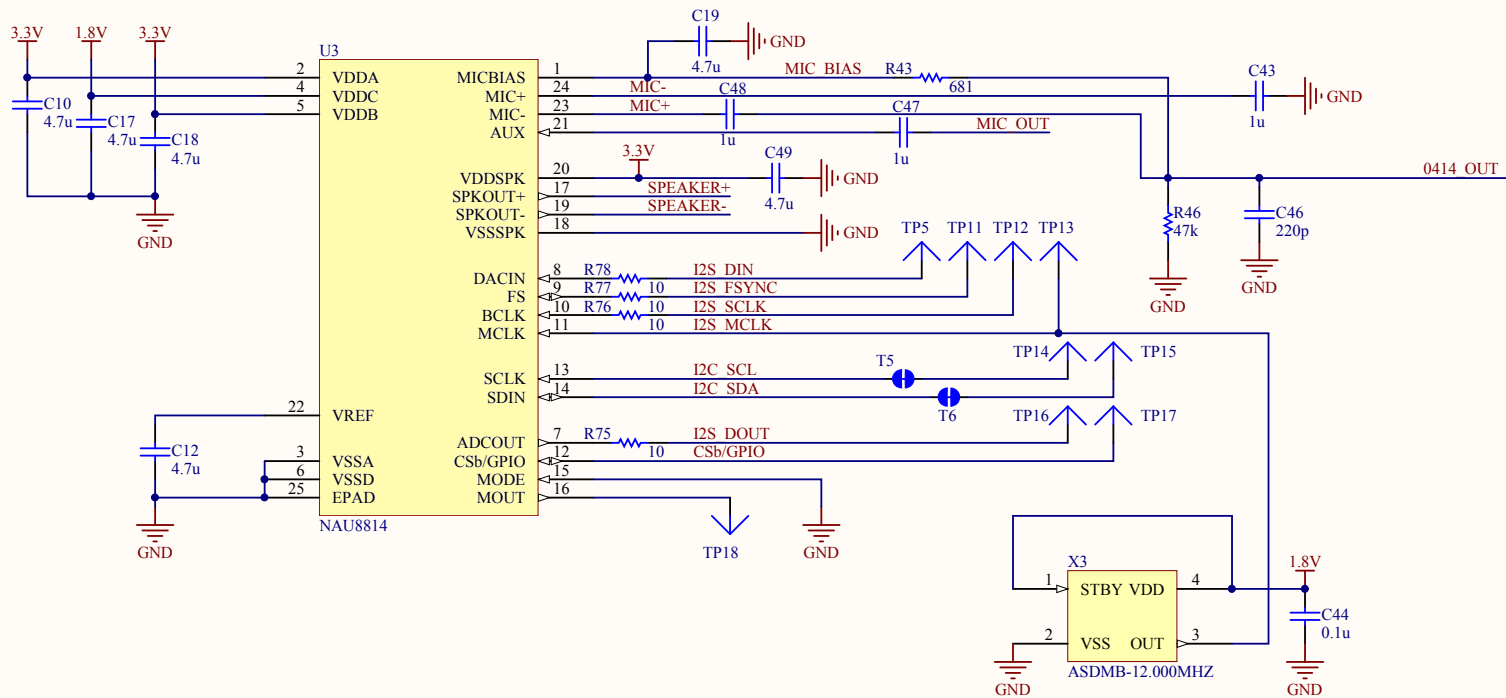 C19
4.7u
GND
3.3V
1.8V
3.3V
C10
4.7u
C17
4.7u
C18
4.7u
GND
U3
2 VDDA
4 VDDC
5 VDDB
22 VREF
3 VSSA
6 VSSD
25 EPAD
C12
4.7u
GND
NAU8814
MICBIAS 1
MIC+ 24
MIC- 23
AUX 21
VDDSPK 20
SPKOUT+ 17
SPKOUT- 19
VSSSPK 18
DACIN 8
FS 9
BCLK 10
MCLK 11
SCLK 13
SDIN 14
ADCOUT 7
CSb/GPIO 12
MODE 15
MOUT 16
MIC_BIAS
R43
681
MIC-
C43
1u
GND
MIC+
C48
1u
C47
1u
MIC_OUT
3.3V
C49
4.7u
GND
SPEAKER+
SPEAKER-
GND
0414_OUT
R46
47k
GND
C46
220p
GND
TP5
TP11
TP12
TP13
R78
10
I2S_DIN
R77
10
I2S_FSYNC
R76
10
I2S_SCLK
I2S_MCLK
TP14
TP15
I2C_SCL
T5
I2C_SDA
T6
TP16
TP17
R75
10
I2S_DOUT
CSb/GPIO
TP18
GND
X3
1 STBY VDD 4
2 VSS OUT 3
ASDMB-12.000MHZ
GND
1.8V
C44
0.1u
GND